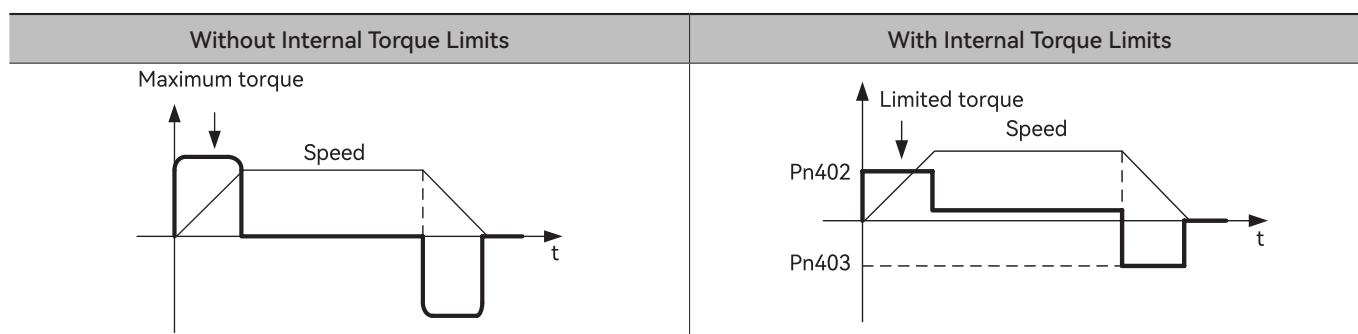 Without Internal Torque Limits
With Internal Torque Limits
Maximum torque
Speed
t
Limited torque
Speed
Pn402
t
Pn403